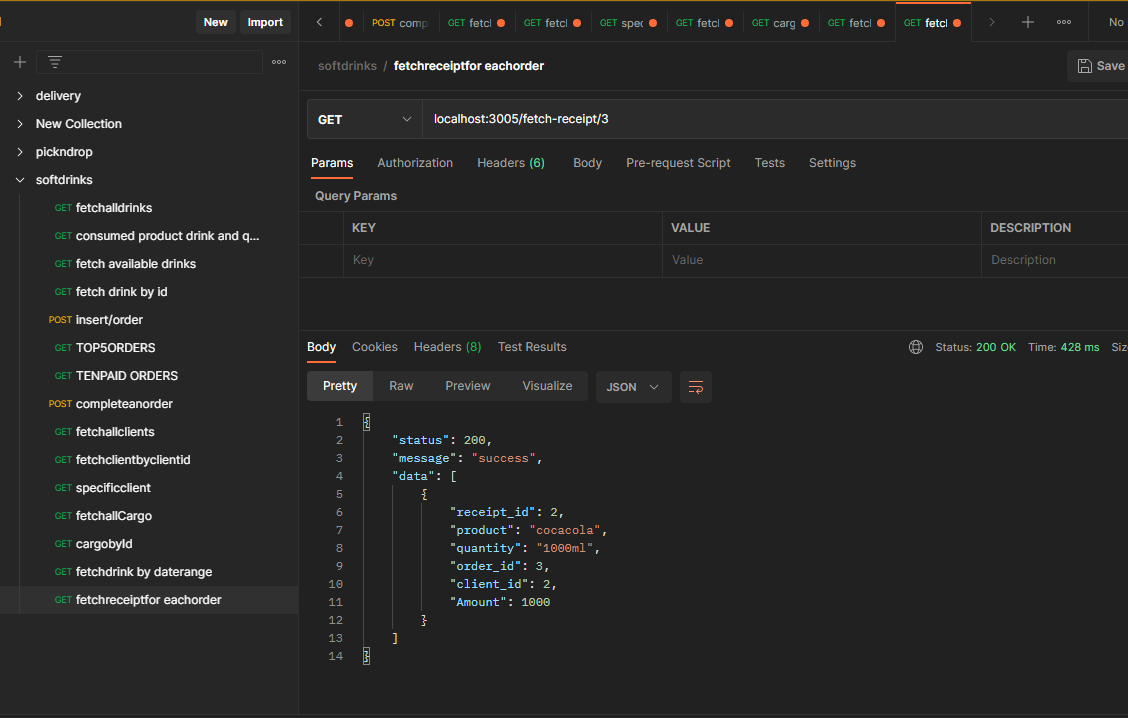 New Import
POST comp GET fetcl GET fetcl GET spec GET fetcl GET carg GET fetcl GET fetcl No
softdrinks / fetchreceiptfor eachorder Save
GET localhost:3005/fetch-receipt/3
Params Authorization Headers (6) Body Pre-request Script Tests Settings
Query Params
KEY VALUE DESCRIPTION
Key Value Description
delivery
New Collection
pickndrop
softdrinks
GET fetchalldrinks
GET consumed product drink and q...
GET fetch available drinks
GET fetch drink by id
POST insert/order
GET TOP5ORDERS
GET TENPAID ORDERS
POST completeanorder
GET fetchallclients
GET fetchclientbyclientid
GET specificclient
GET fetchallCargo
GET cargobyId
GET fetchdrink by daterange
GET fetchreceiptfor eachorder
Body Cookies Headers (8) Test Results Status: 200 OK Time: 428 ms Siz
Pretty Raw Preview Visualize JSON
1 {
2 "status": 200,
3 "message": "success",
4 "data": [
5 {
6 "receipt_id": 2,
7 "product": "cocacola",
8 "quantity": "1000ml",
9 "order_id": 3,
10 "client_id": 2,
11 "Amount": 1000
12 }
13 ]
14 }